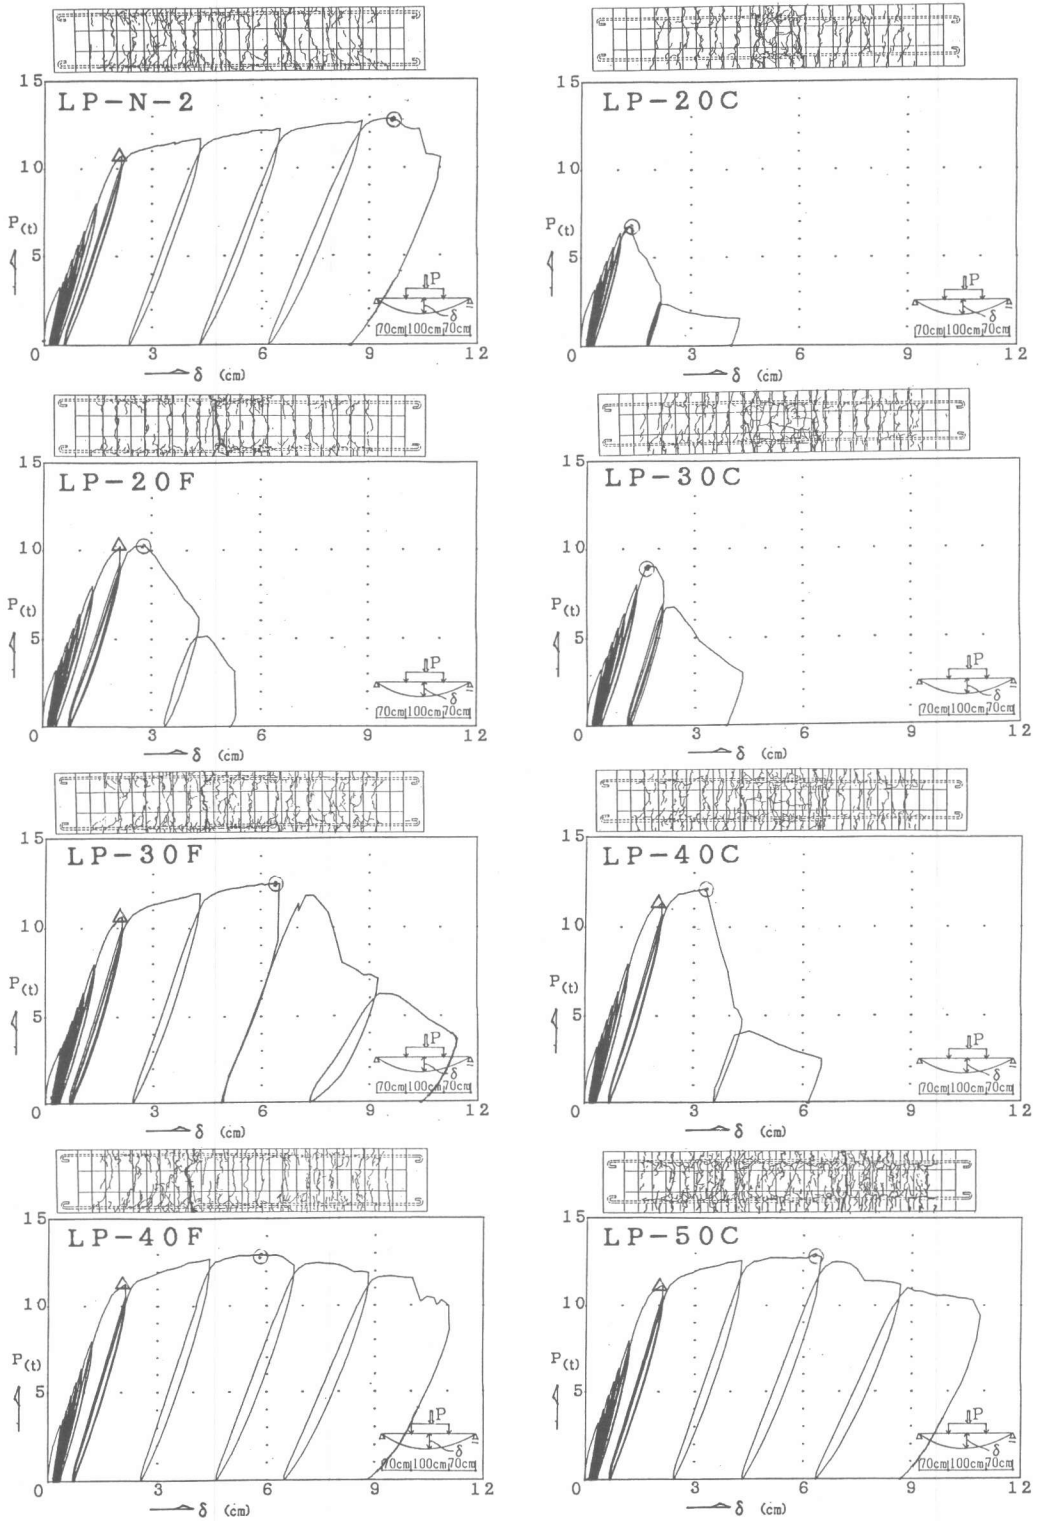 LP-N-2
15
10
5
0
3
6
9
12
P(t)
δ (cm)
P
δ
70cm 100cm 70cm
LP-20C
15
10
5
0
3
6
9
12
P(t)
δ (cm)
P
δ
70cm 100cm 70cm
LP-20F
15
10
5
0
3
6
9
12
P(t)
δ (cm)
P
δ
70cm 100cm 70cm
LP-30C
15
10
5
0
3
6
9
12
P(t)
δ (cm)
P
δ
70cm 100cm 70cm
LP-30F
15
10
5
0
3
6
9
12
P(t)
δ (cm)
P
δ
70cm 100cm 70cm
LP-40C
15
10
5
0
3
6
9
12
P(t)
δ (cm)
P
δ
70cm 100cm 70cm
LP-40F
15
10
5
0
3
6
9
12
P(t)
δ (cm)
P
δ
70cm 100cm 70cm
LP-50C
15
10
5
0
3
6
9
12
P(t)
δ (cm)
P
δ
70cm 100cm 70cm